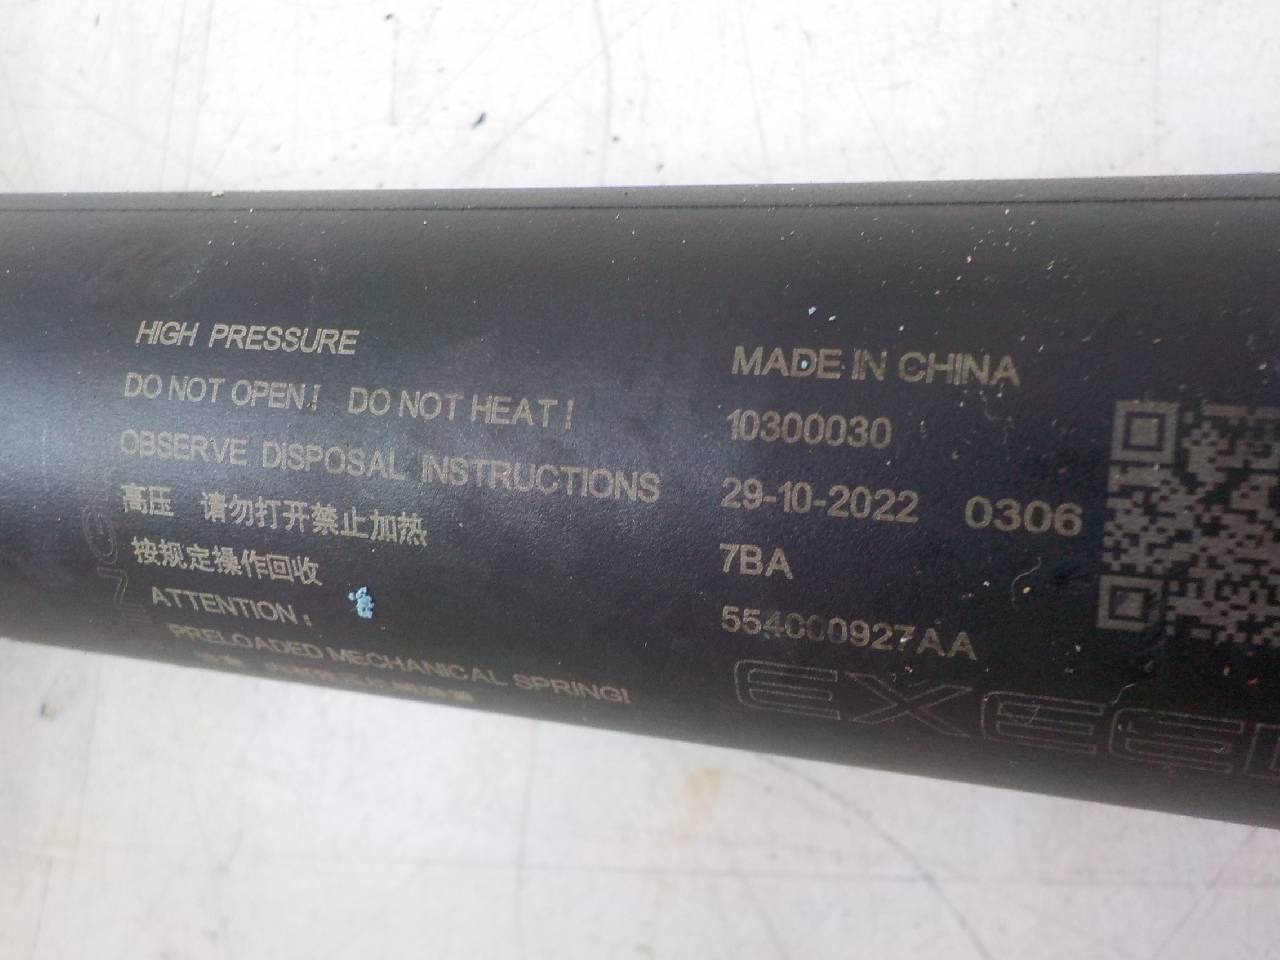 HIGH PRESSURE
DO NOT OPEN! DO NOT HEAT!
OBSERVE DISPOSAL INSTRUCTIONS
高压 请勿打开禁止加热
按规定操作回收
ATTENTION:
PRELOADED MECHANICAL SPRING!
MADE IN CHINA
10300030
29-10-2022 0306
7BA
554000927AA
EXEED